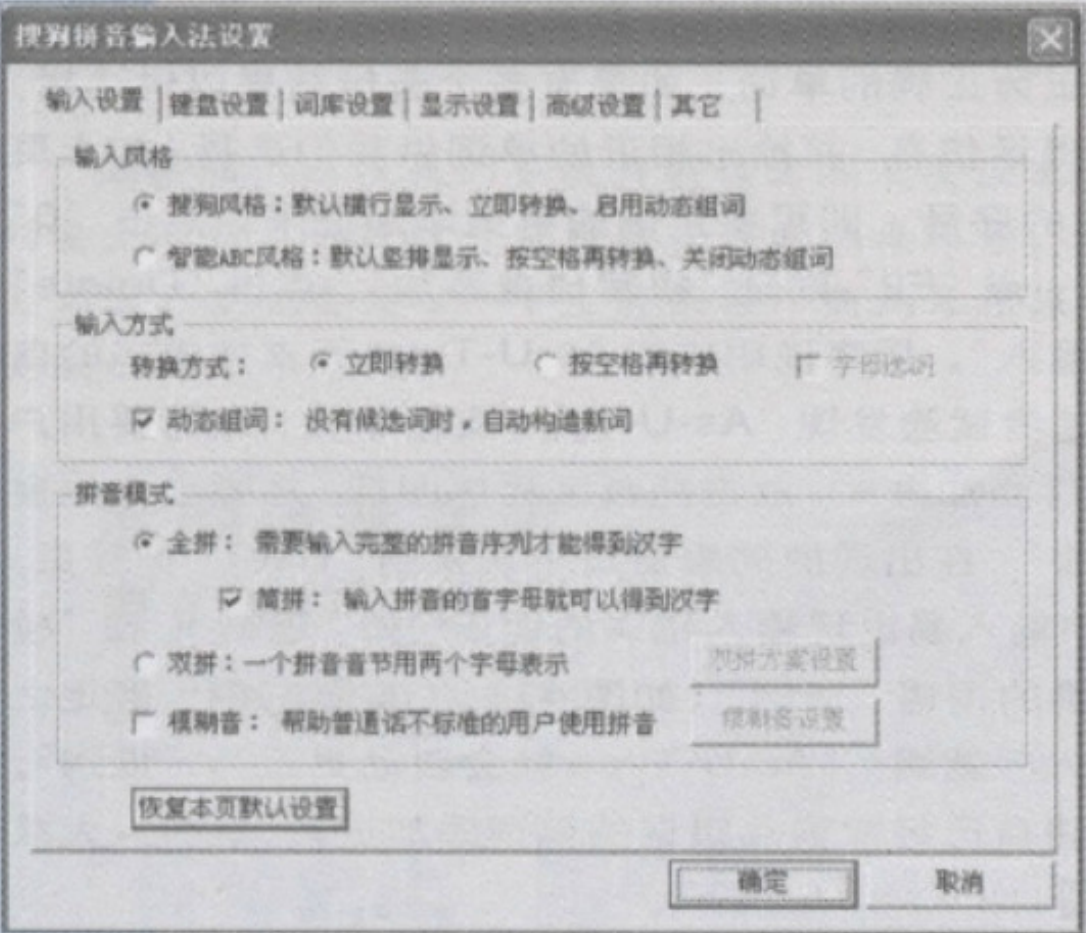 搜狗拼音输入法设置
输入设置 键盘设置 词库设置 显示设置 高级设置 其它
输入风格
搜狗风格：默认横行显示、立即转换、启用动态组词
智能ABC风格：默认竖排显示、按空格再转换、关闭动态组词
输入方式
转换方式： 立即转换 按空格再转换 字母选词
动态组词： 没有候选词时，自动构造新词
拼音模式
全拼： 需要输入完整的拼音序列才能得到汉字
简拼： 输入拼音的首字母就可以得到汉字
双拼：一个拼音音节用两个字母表示 双拼方案设置
模糊音： 帮助普通话不标准的用户使用拼音 模糊音设置
恢复本页默认设置
确定 取消